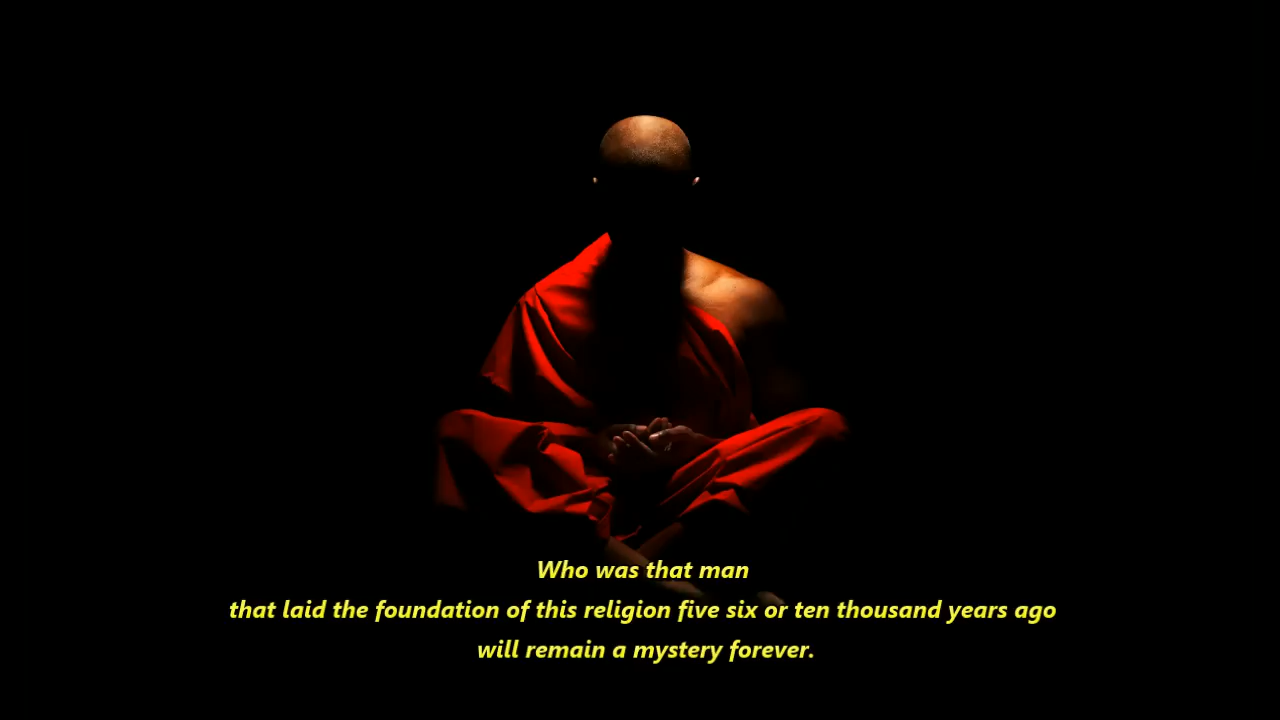 Who was that man
that laid the foundation of this religion five six or ten thousand years ago
will remain a mystery forever.